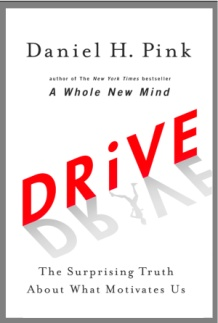 Daniel H. Pink
author of The New York Times bestseller
A Whole New Mind
DRiVE
The Surprising Truth
About What Motivates Us